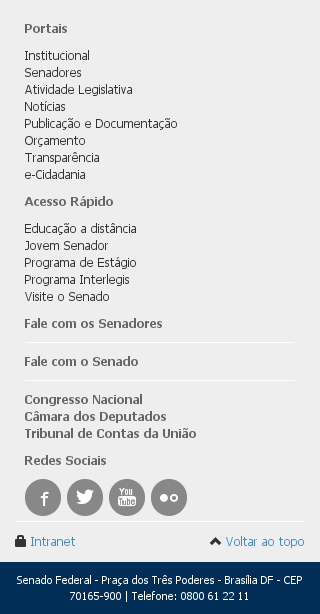 Portais
Institucional
Senadores
Atividade Legislativa
Notícias
Publicação e Documentação
Orçamento
Transparência
e-Cidadania
Acesso Rápido
Educação a distância
Jovem Senador
Programa de Estágio
Programa Interlegis
Visite o Senado
Fale com os Senadores
Fale com o Senado
Congresso Nacional
Câmara dos Deputados
Tribunal de Contas da União
Redes Sociais
f You Tube
Intranet Voltar ao topo
Senado Federal - Praça dos Três Poderes - Brasília DF - CEP
70165-900 | Telefone: 0800 61 22 11